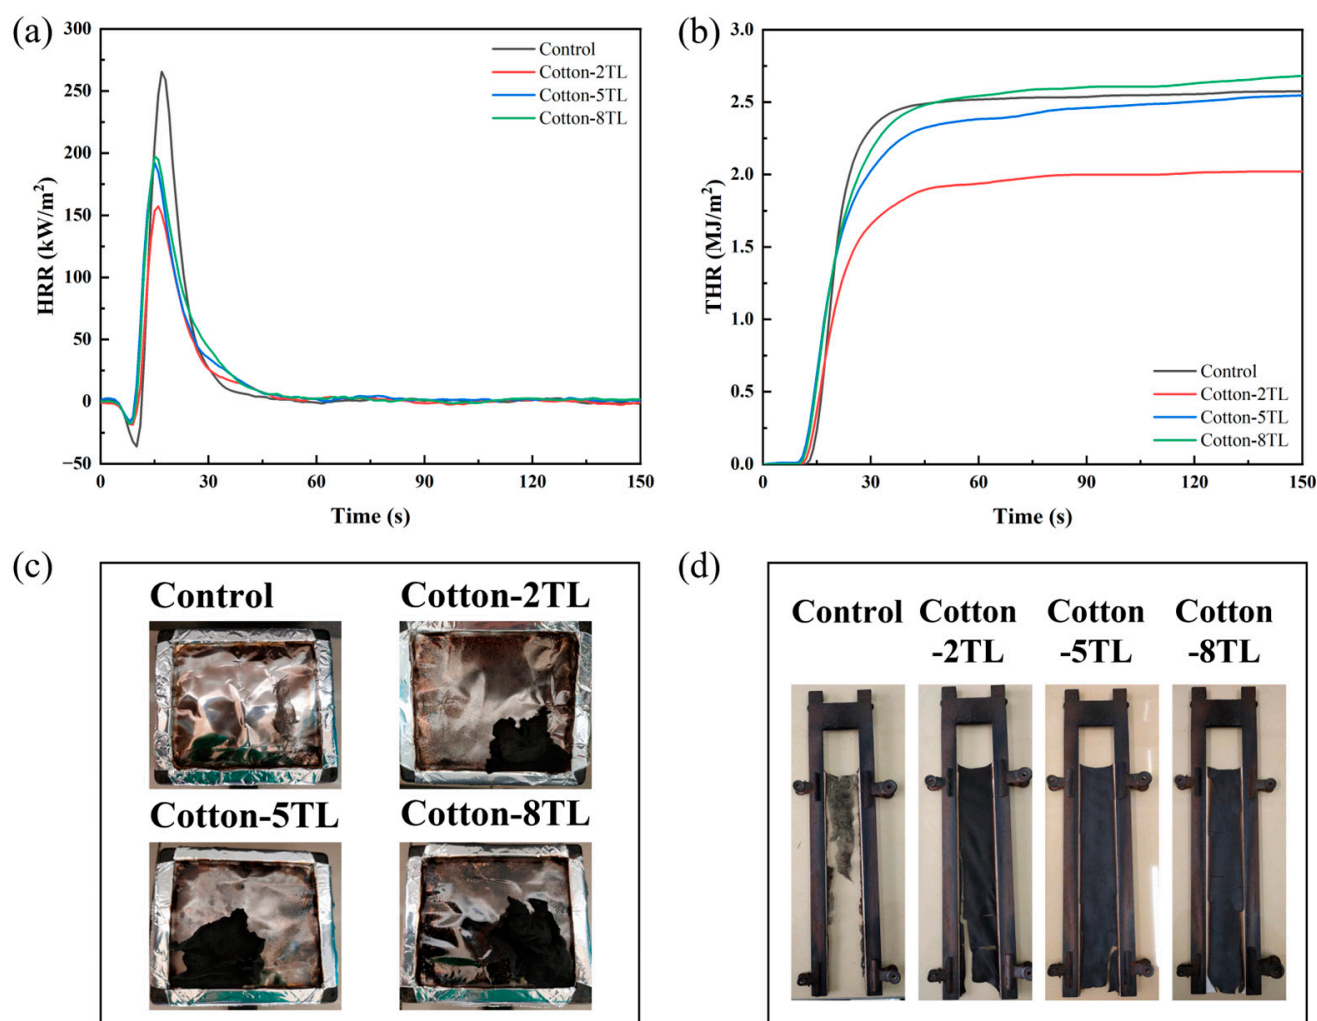 (a)
300
250
200
150
100
50
0
−50
HRR (kW/m²)
0 30 60 90 120 150
Time (s)
Control
Cotton-2TL
Cotton-5TL
Cotton-8TL
(b)
3.0
2.5
2.0
1.5
1.0
0.5
0.0
THR (MJ/m²)
0 30 60 90 120 150
Time (s)
Control
Cotton-2TL
Cotton-5TL
Cotton-8TL
(c)
Control Cotton-2TL
Cotton-5TL Cotton-8TL
(d)
Control Cotton Cotton Cotton
-2TL -5TL -8TL